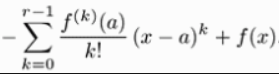 $-\sum_{k=0}^{r-1} \frac{f^{(k)}(a)}{k!} (x-a)^k + f(x)$